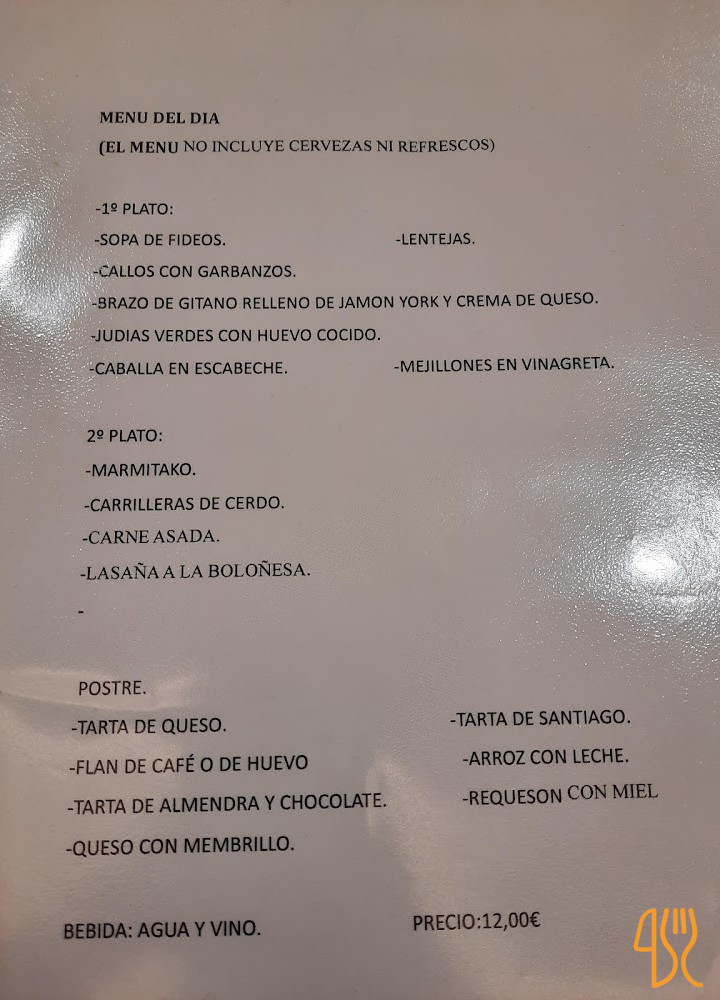 MENU DEL DIA
(EL MENU NO INCLUYE CERVEZAS NI REFRESCOS)
-1º PLATO:
-SOPA DE FIDEOS. -LENTEJAS.
-CALLOS CON GARBANZOS.
-BRAZO DE GITANO RELLENO DE JAMON YORK Y CREMA DE QUESO.
-JUDIAS VERDES CON HUEVO COCIDO.
-CABALLA EN ESCABECHE. -MEJILLONES EN VINAGRETA.
2º PLATO:
-MARMITAKO.
-CARRILLERAS DE CERDO.
-CARNE ASADA.
-LASAÑA A LA BOLOÑESA.
-
POSTRE.
-TARTA DE QUESO. -TARTA DE SANTIAGO.
-FLAN DE CAFÉ O DE HUEVO -ARROZ CON LECHE.
-TARTA DE ALMENDRA Y CHOCOLATE. -REQUESON CON MIEL
-QUESO CON MEMBRILLO.
BEBIDA: AGUA Y VINO. PRECIO:12,00€